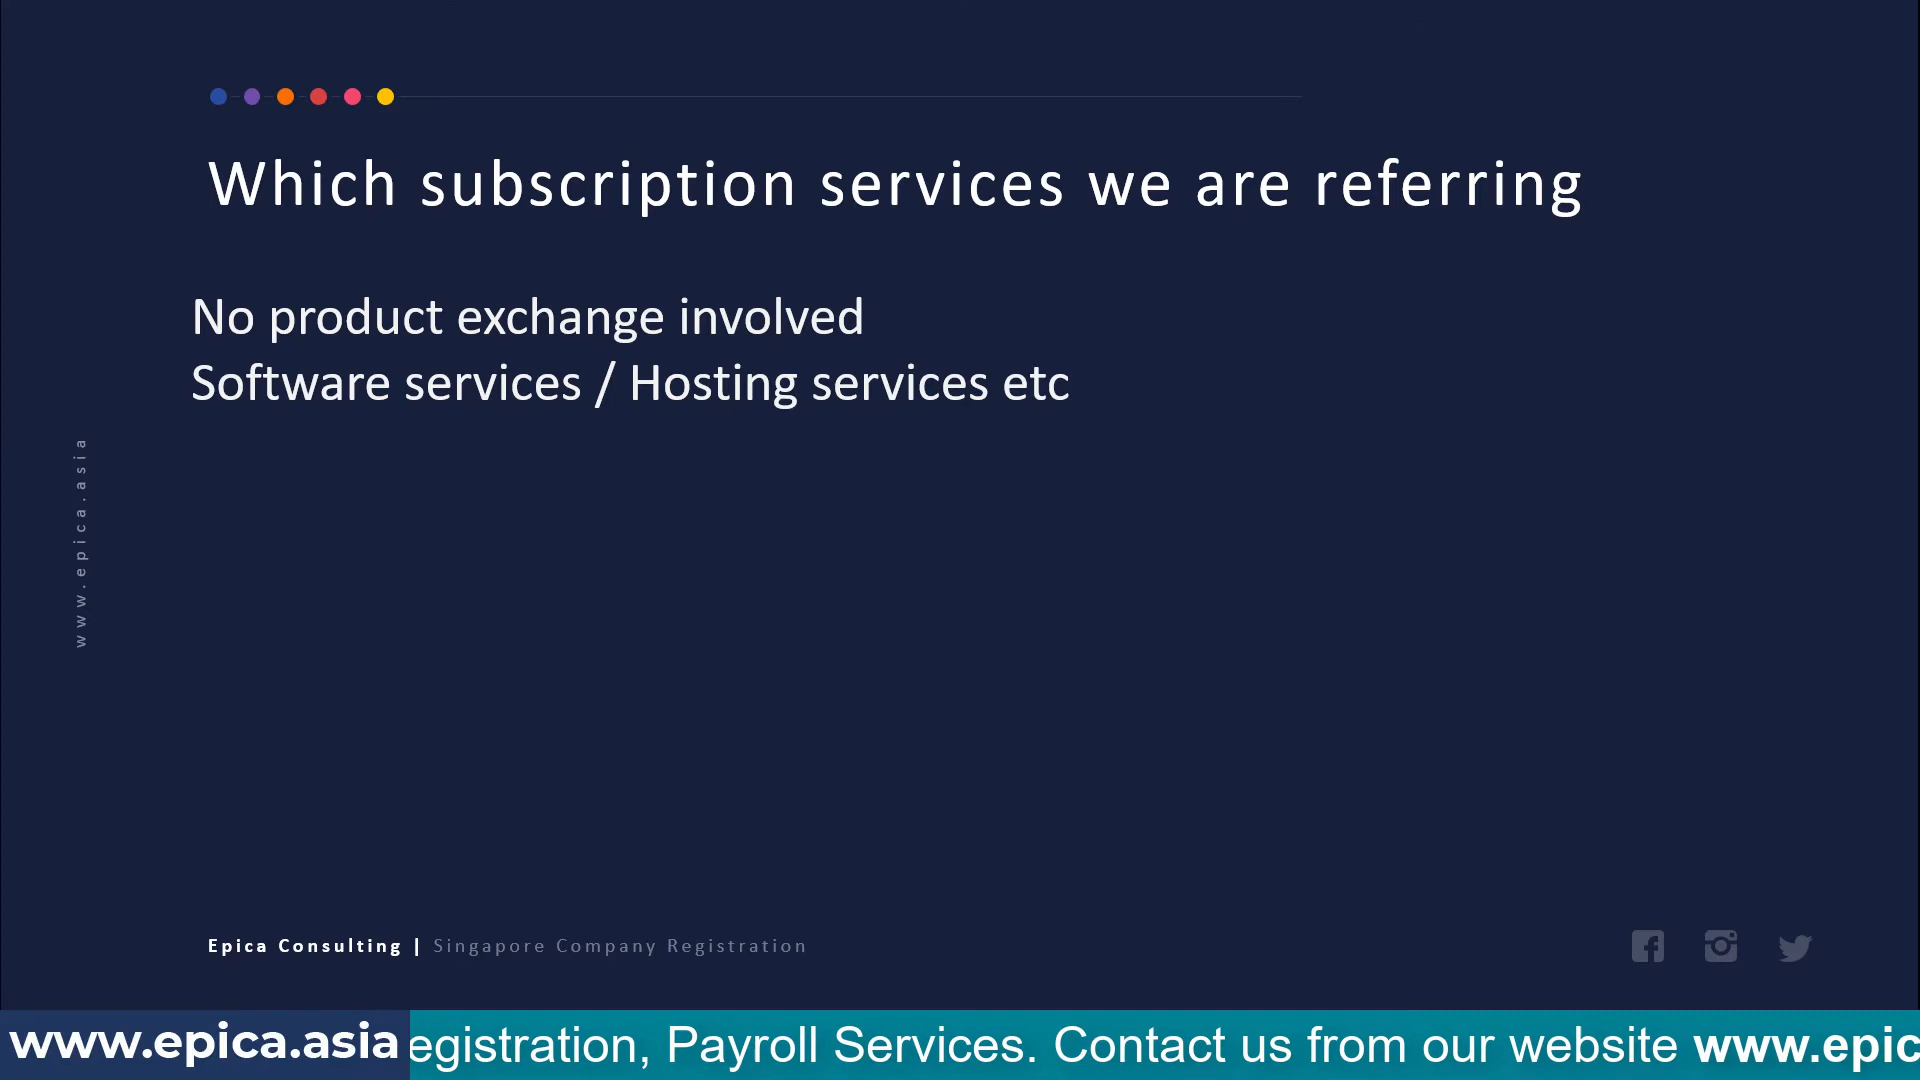 Which subscription services we are referring
No product exchange involved
Software services / Hosting services etc
www.epica.asia
Epica Consulting | Singapore Company Registration
www.epica.asia egistration, Payroll Services. Contact us from our website www.epic